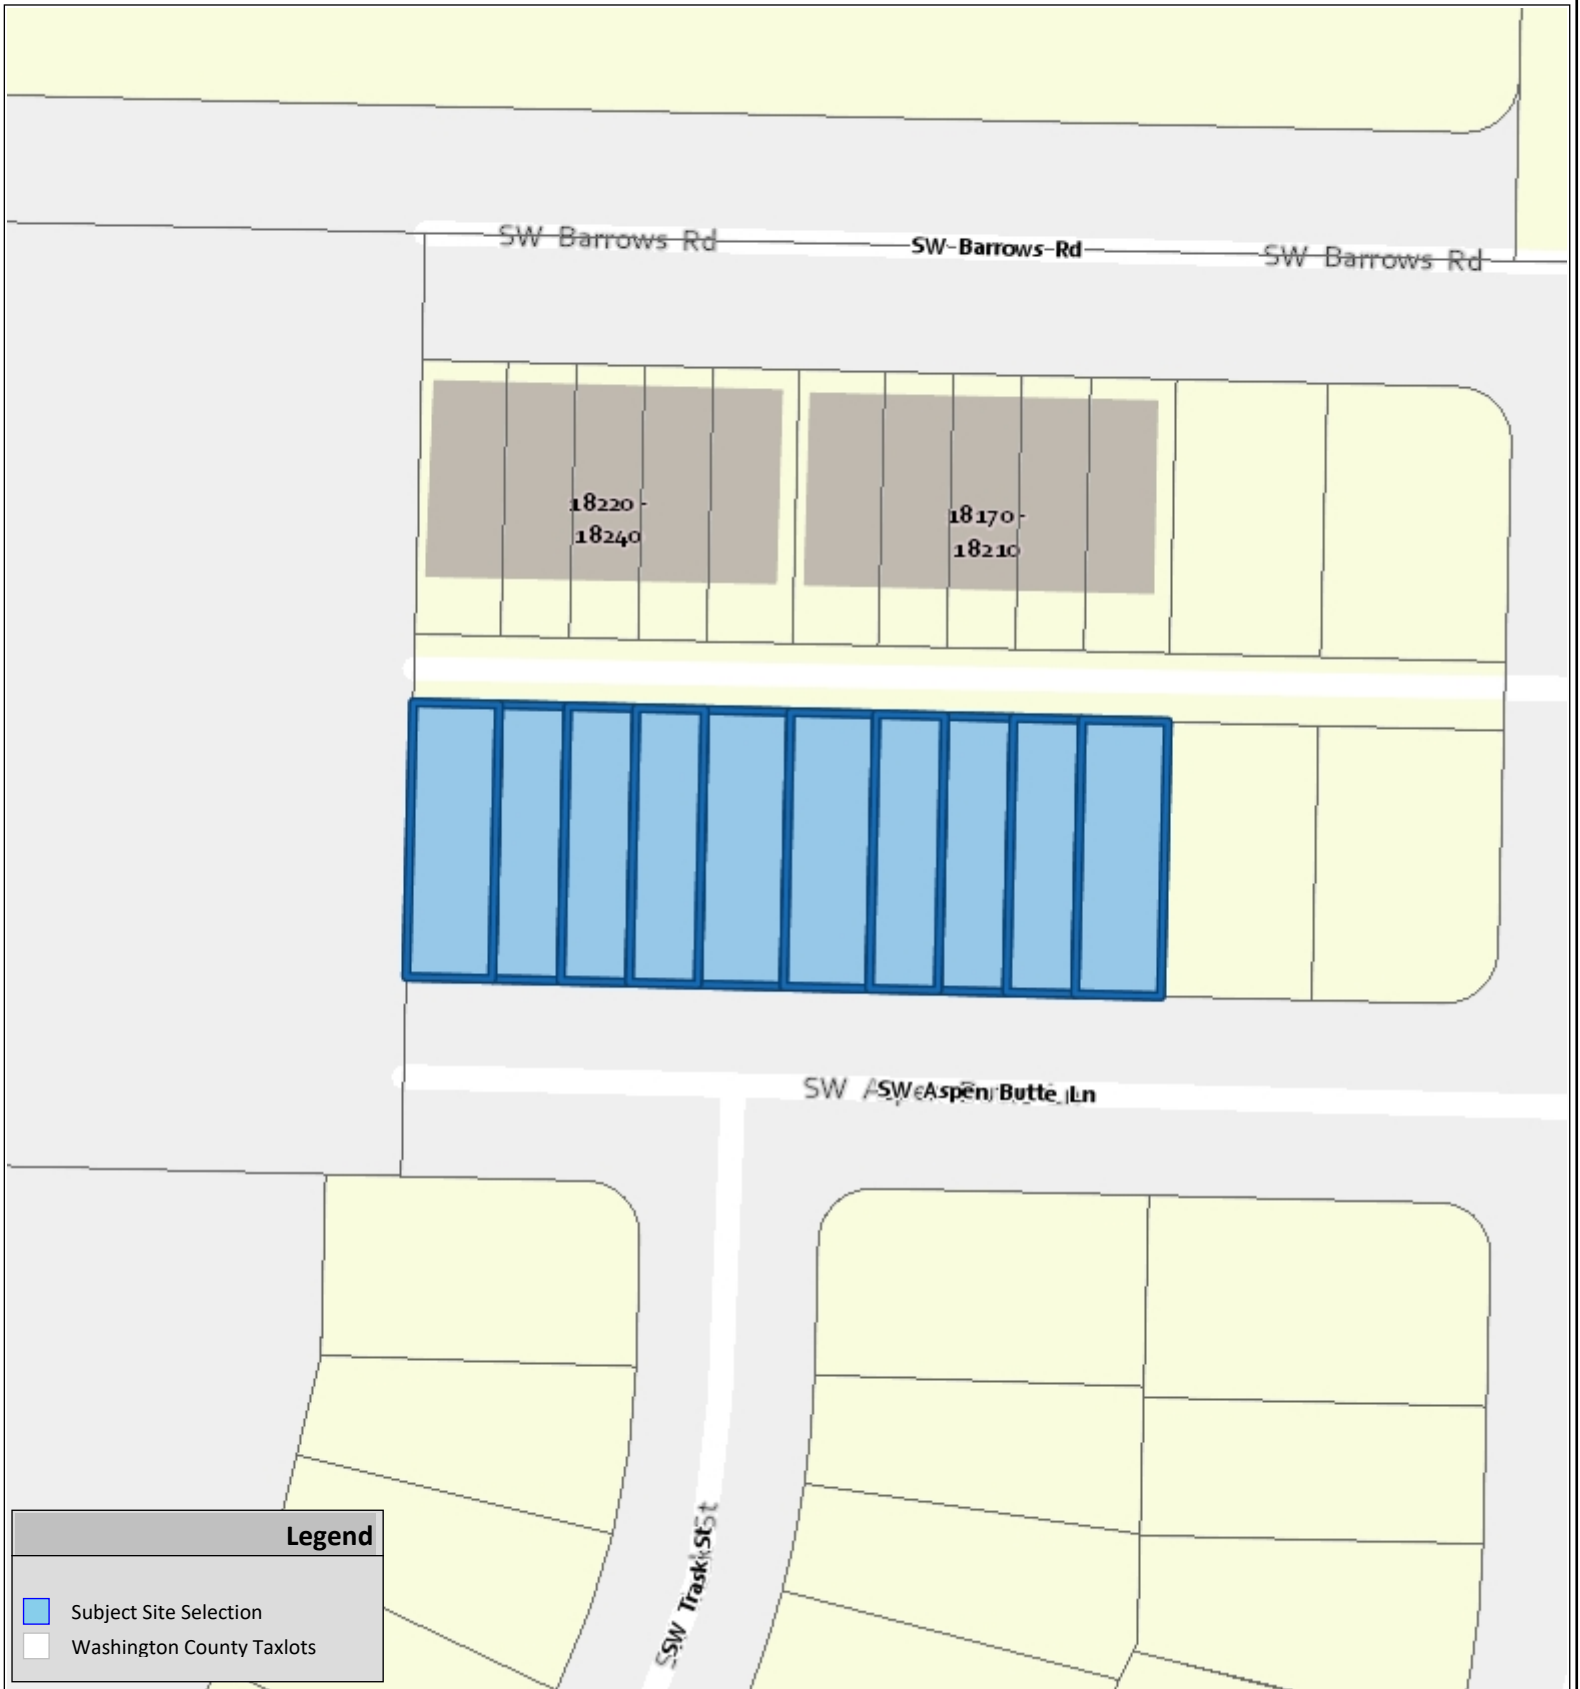 SW Barrows Rd
SW Barrows Rd
SW Barrows Rd
18220 -
18240
18170 -
18210
SW Aspen Butte Ln
SW Trask St
Legend
Subject Site Selection
Washington County Taxlots